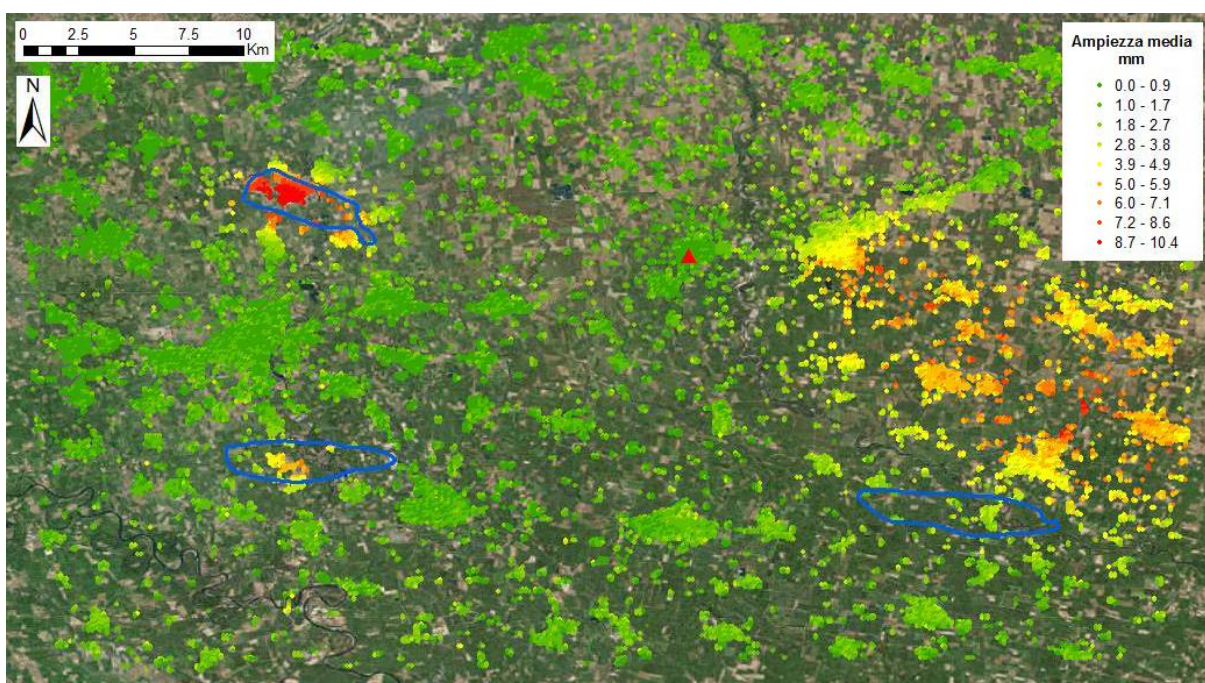 0 2.5 5 7.5 10
Km
N
Ampiezza media
mm
0.0 - 0.9
1.0 - 1.7
1.8 - 2.7
2.8 - 3.8
3.9 - 4.9
5.0 - 5.9
6.0 - 7.1
7.2 - 8.6
8.7 - 10.4